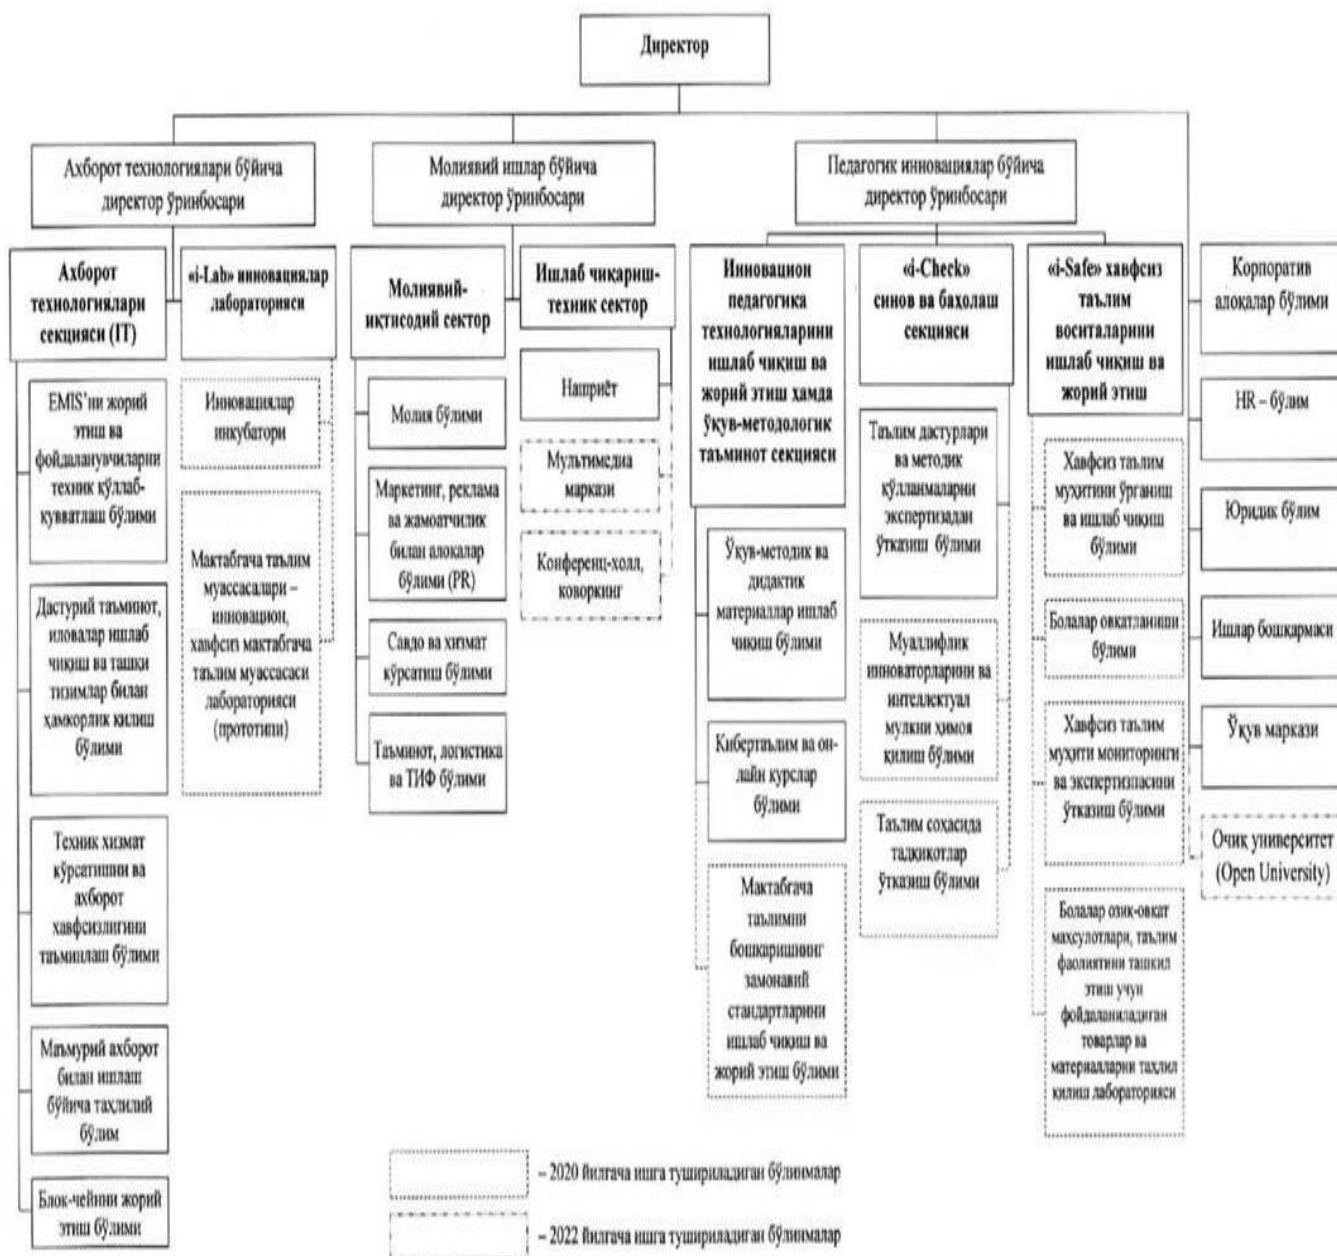 Директор
Ахборот технологиялари бўйича
директор ўринбосари
Молиявий ишлар бўйича
директор ўринбосари
Педагогик инновациялар бўйича
директор ўринбосари
Ахборот
технологиялари
секцияси (IT)
EMIS’ни жорий
этиш ва
фойдаланувчиларни
техник қўллаб-
қувватлаш бўлими
Дастурий таъминот,
иловалар ишлаб
чиқиш ва ташқи
тизимлар билан
ҳамкорлик қилиш
бўлими
Техник хизмат
кўрсатишни ва
ахборот
хавфсизлигини
таъминлаш бўлими
Маъмурий ахборот
билан ишлаш
бўйича таҳлилий
бўлим
Блок-чейнни жорий
этиш бўлими
«i-Lab» инновациялар
лабораторияси
Инновациялар
инкубатори
Мактабгача таълим
муассасалари –
инновацион,
хавфсиз мактабгача
таълим муассасаси
лабораторияси
(прототипи)
Молиявий-
иқтисодий сектор
Молия бўлими
Маркетинг, реклама
ва жамоатчилик
билан алоқалар
бўлими (PR)
Савдо ва хизмат
кўрсатиш бўлими
Таъминот, логистика
ва ТИФ бўлими
Ишлаб чиқариш-
техник сектор
Нашриёт
Мультимедиа
маркази
Конференц-холл,
коворкинг
Инновацион
педагогика
технологияларини
ишлаб чиқиш ва
жорий этиш ҳамда
ўқув-методологик
таъминот секцияси
Ўқув-методик ва
дидактик
материаллар ишлаб
чиқиш бўлими
Кибертаълим ва он-
лайн курслар
бўлими
Мактабгача
таълимни
бошқаришнинг
замонавий
стандартларини
ишлаб чиқиш ва
жорий этиш бўлими
«i-Check»
синов ва баҳолаш
секцияси
Таълим дастурлари
ва методик
қўлланмаларни
экспертизадан
ўтказиш бўлими
Муаллифлик
инноваторларини ва
интеллектуал
мулкни ҳимоя
қилиш бўлими
Таълим соҳасида
тадқиқотлар
ўтказиш бўлими
«i-Safe» хавфсиз
таълим
воситаларини
ишлаб чиқиш ва
жорий этиш
Хавфсиз таълим
муҳитини ўрганиш
ва ишлаб чиқиш
бўлими
Болалар овқатланиши
бўлими
Хавфсиз таълим
муҳити мониторинги
ва экспертизпасини
ўтказиш бўлими
Болалар озиқ-овқат
маҳсулотлари, таълим
фаолиятини ташкил
этиш учун
фойдаланиладиган
товарлар ва
материалларни таҳлил
қилиш лабораторияси
Корпоратив
алоқалар бўлими
HR – бўлим
Юридик бўлим
Ишлар бошқармаси
Ўқув маркази
Очиқ университет
(Open University)
– 2020 йилгача ишга тушириладиган бўлинмалар
– 2022 йилгача ишга тушириладиган бўлинмалар